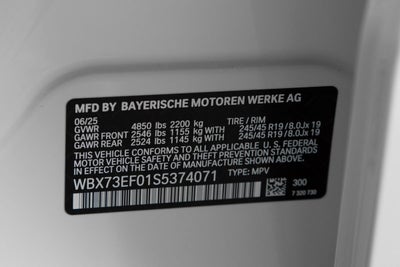 MFD BY BAYERISCHE MOTOREN WERKE AG
06/25 TIRE / RIM
GVWR 4850 lbs 2200 kg
GAWR FRONT 2546 lbs 1155 kg WITH 245/45 R19 / 8.0Jx 19
GAWR REAR 2524 lbs 1145 kg WITH 245/45 R19 / 8.0Jx 19
THIS VEHICLE CONFORMS TO ALL APPLICABLE U. S. FEDERAL
MOTOR VEHICLE SAFETY AND THEFT PREVENTION STANDARDS
IN EFFECT ON THE DATE OF MANUFACTURE SHOWN ABOVE.
WBX73EF01S5374071 TYPE: MPV
300
7 320 730